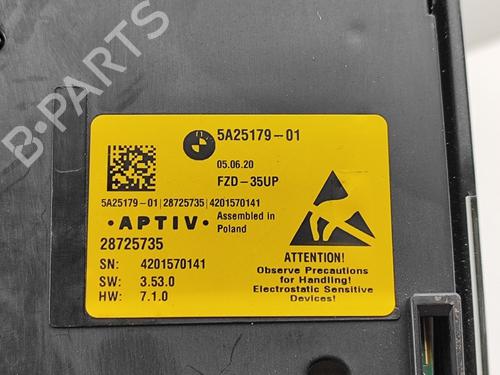 B-PARTS
5A25179-01
05.06.20
FZD-35UP
5A25179-01|28725735|4201570141
·APTIV·
Assembled in
Poland
28725735
SN: 4201570141
SW: 3.53.0
HW: 7.1.0
ATTENTION!
Observe Precautions
for Handling!
Electrostatic Sensitive
Devices!